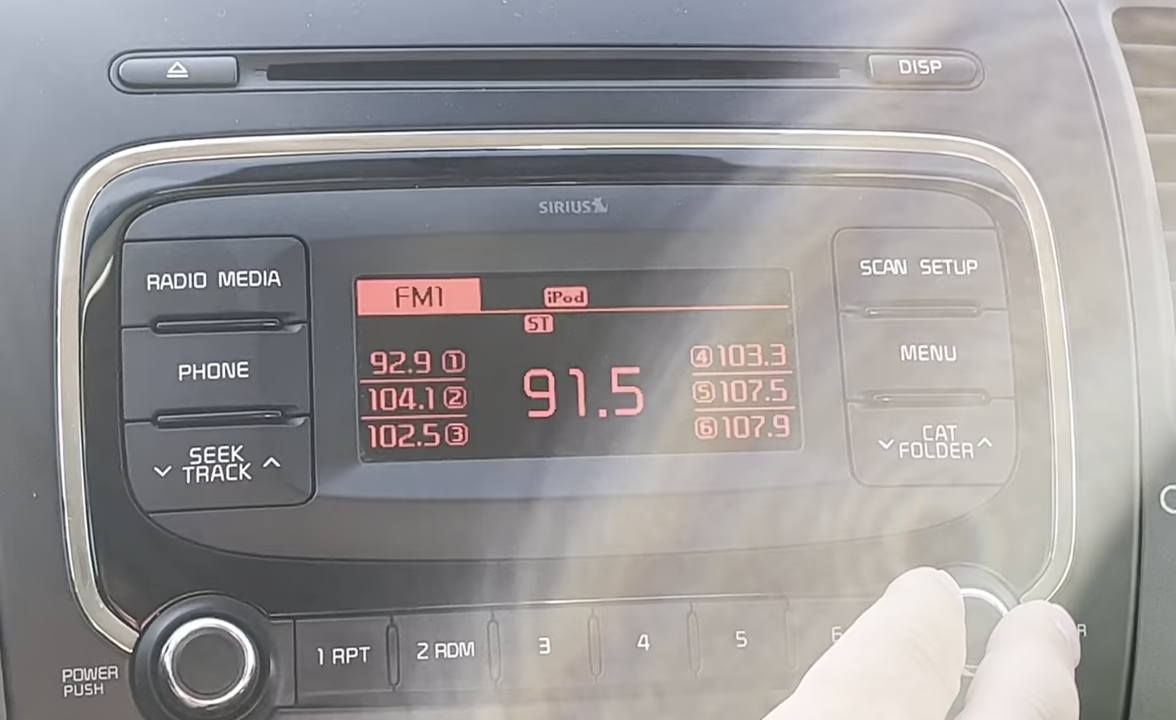 DISP
SIRIUS
RADIO MEDIA
SCAN SETUP
FM1
iPod
ST
PHONE
MENU
92.9 1
104.1 2
102.5 3
91.5
4 103.3
5 107.5
6 107.9
SEEK
TRACK
CAT
FOLDER
POWER
PUSH
1 RPT
2 RDM
3
4
5
6